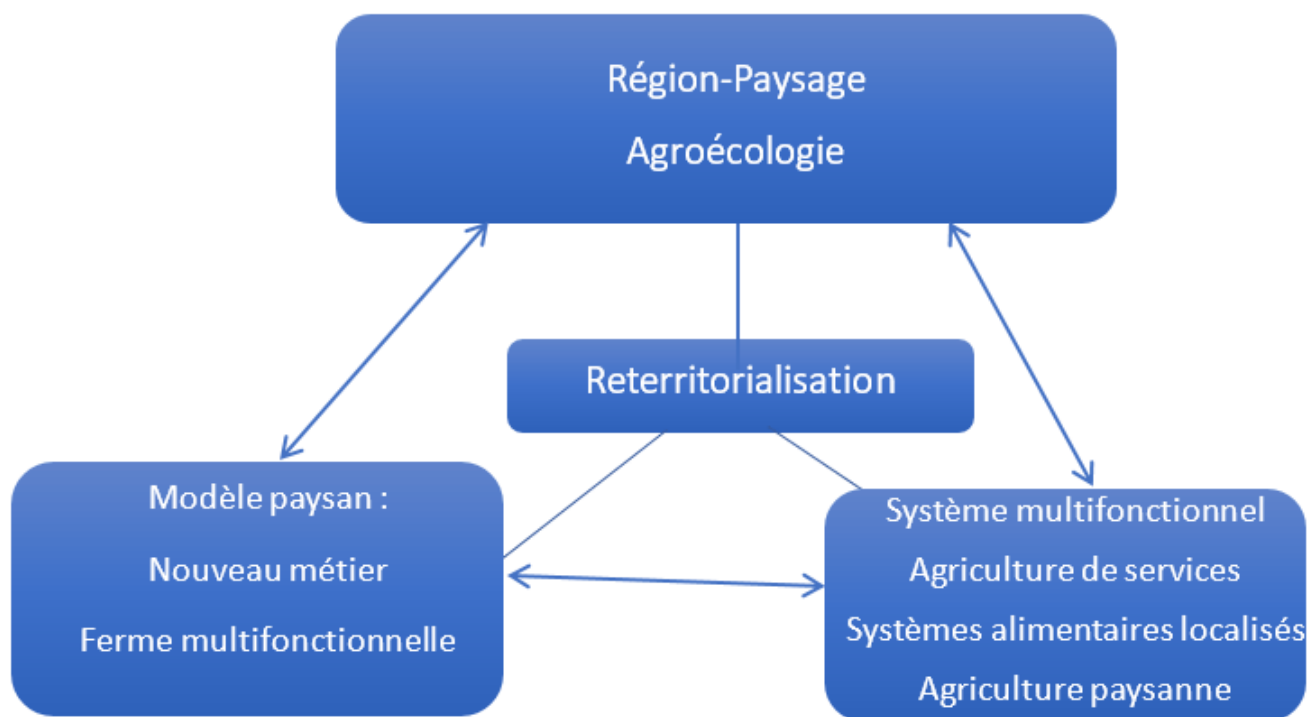 Région-Paysage
Agroécologie
Reterritorialisation
Modèle paysan :
Nouveau métier
Ferme multifonctionnelle
Système multifonctionnel
Agriculture de services
Systèmes alimentaires localisés
Agriculture paysanne